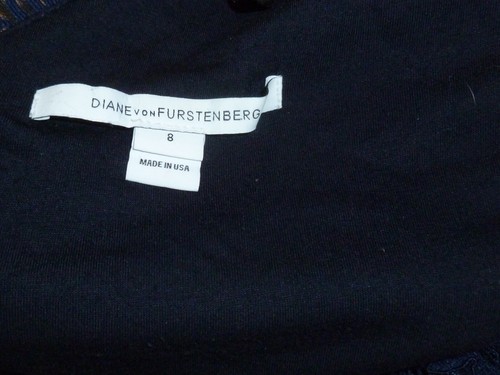 DIANE VON FURSTENBERG
8
MADE IN USA